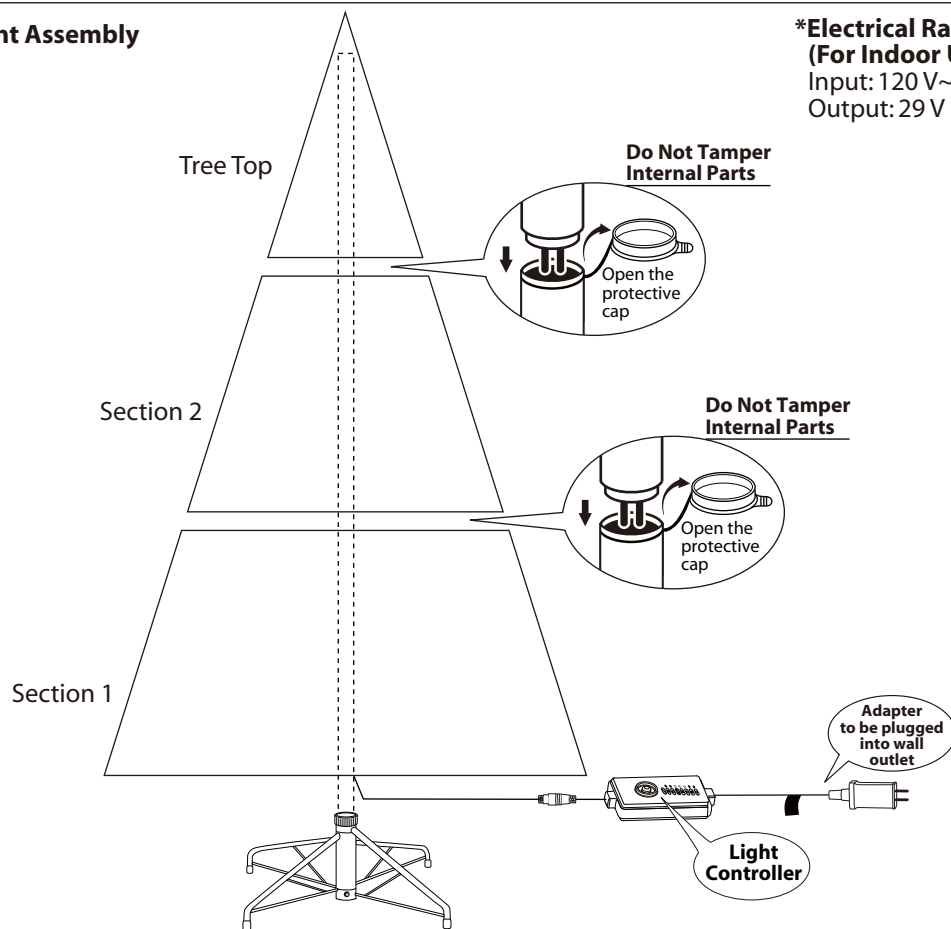 nt Assembly
*Electrical Ra
(For Indoor U
Input: 120 V~
Output: 29 V
Do Not Tamper
Internal Parts
Tree Top
Open the
protective
cap
Do Not Tamper
Internal Parts
Section 2
Open the
protective
cap
Section 1
Adapter
to be plugged
into wall
outlet
Light
Controller